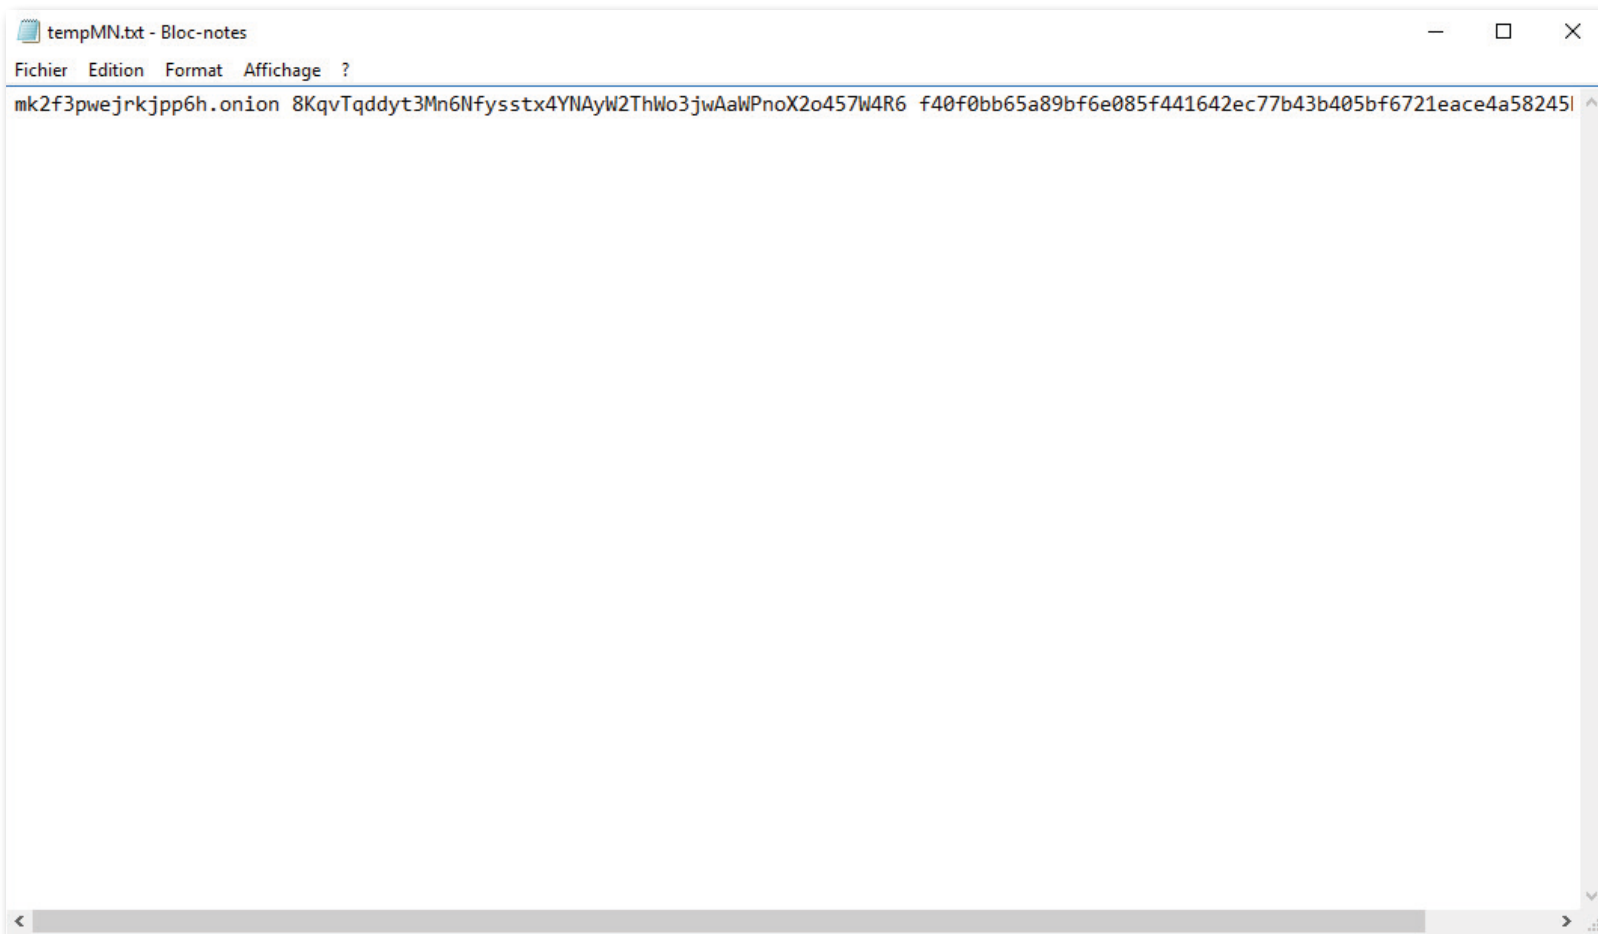 tempMN.txt - Bloc-notes
Fichier Edition Format Affichage ?
mk2f3pwejrkjpp6h.onion 8KqvTqddyt3Mn6Nfysstx4YNAyW2ThWo3jwAaWPnoX2o457W4R6 f40f0bb65a89bf6e085f441642ec77b43b405bf6721eace4a58245